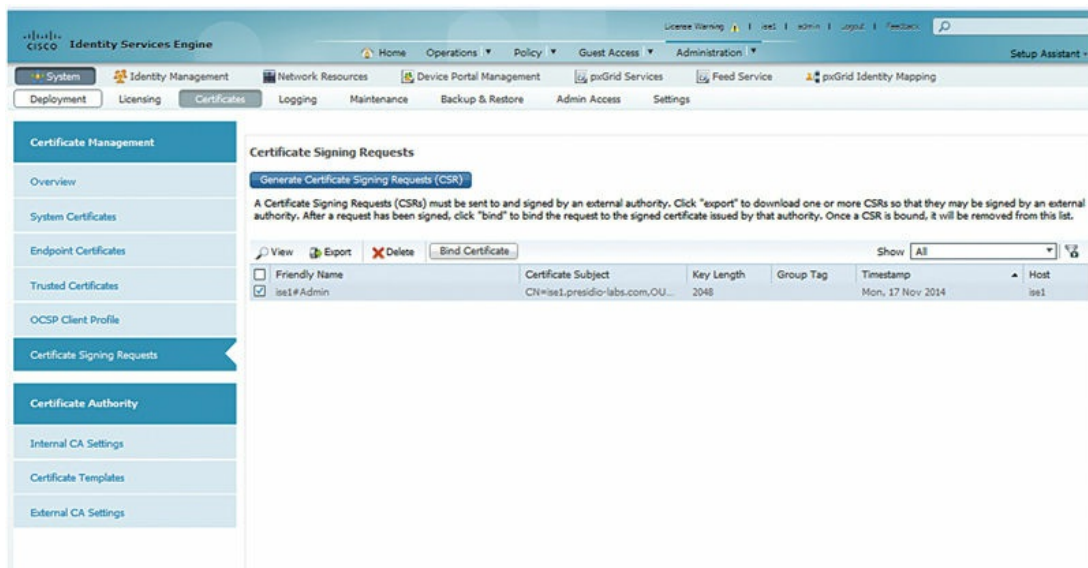 License Warning | ise1 | admin | Logout | Feedback
CISCO Identity Services Engine
Home Operations Policy Guest Access Administration Setup Assistant
System Identity Management Network Resources Device Portal Management pxGrid Services Feed Service pxGrid Identity Mapping
Deployment Licensing Certificates Logging Maintenance Backup & Restore Admin Access Settings
Certificate Management
Overview
System Certificates
Endpoint Certificates
Trusted Certificates
OCSP Client Profile
Certificate Signing Requests
Certificate Authority
Internal CA Settings
Certificate Templates
External CA Settings
Certificate Signing Requests
Generate Certificate Signing Requests (CSR)
A Certificate Signing Requests (CSRs) must be sent to and signed by an external authority. Click "export" to download one or more CSRs so that they may be signed by an external
authority. After a request has been signed, click "bind" to bind the request to the signed certificate issued by that authority. Once a CSR is bound, it will be removed from this list.
View Export Delete Bind Certificate Show All
Friendly Name Certificate Subject Key Length Group Tag Timestamp Host
ise1#Admin CN=ise1.presidio-labs.com,OU... 2048 Mon, 17 Nov 2014 ise1